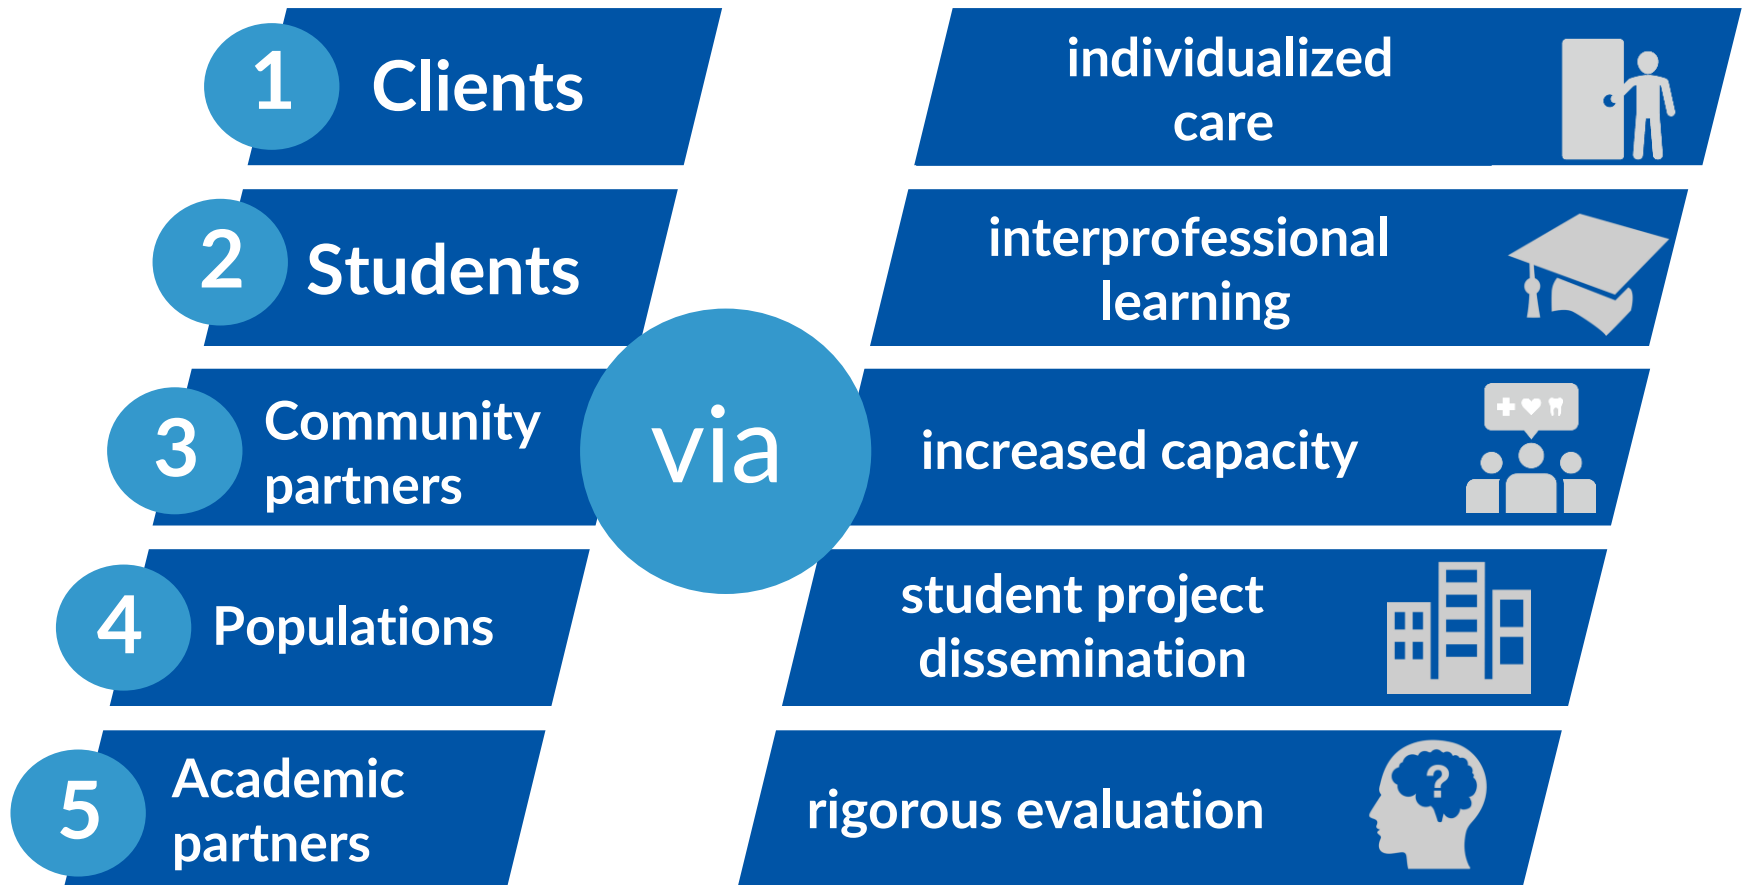 1
Clients
individualized
care
2
Students
interprofessional
learning
3
Community
partners
via
increased capacity
4
Populations
student project
dissemination
5
Academic
partners
rigorous evaluation
?